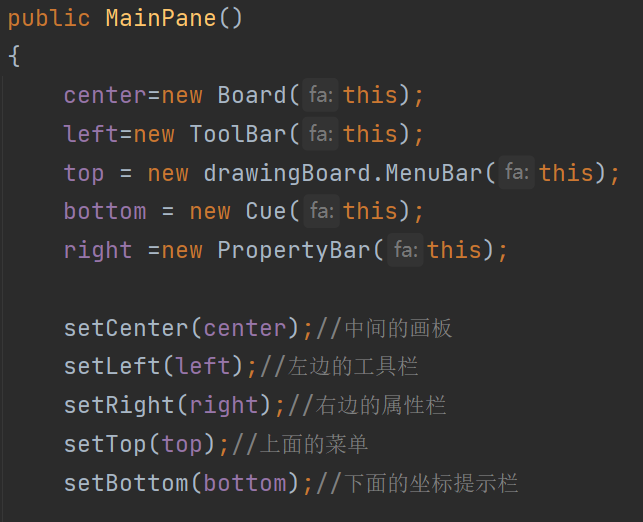 public MainPane()
{
center=new Board( fa: this);
left=new ToolBar( fa: this);
top = new drawingBoard.MenuBar( fa: this);
bottom = new Cue( fa: this);
right =new PropertyBar( fa: this);
setCenter(center);//中间的画板
setLeft(left);//左边的工具栏
setRight(right);//右边的属性栏
setTop(top);//上面的菜单
setBottom(bottom);//下面的坐标提示栏